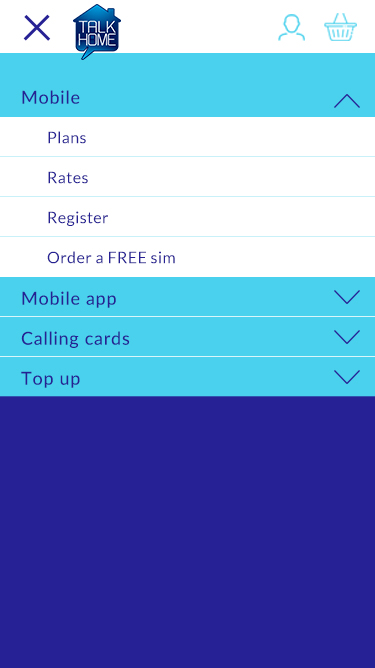 TALK
HOME
Mobile
Plans
Rates
Register
Order a FREE sim
Mobile app
Calling cards
Top up